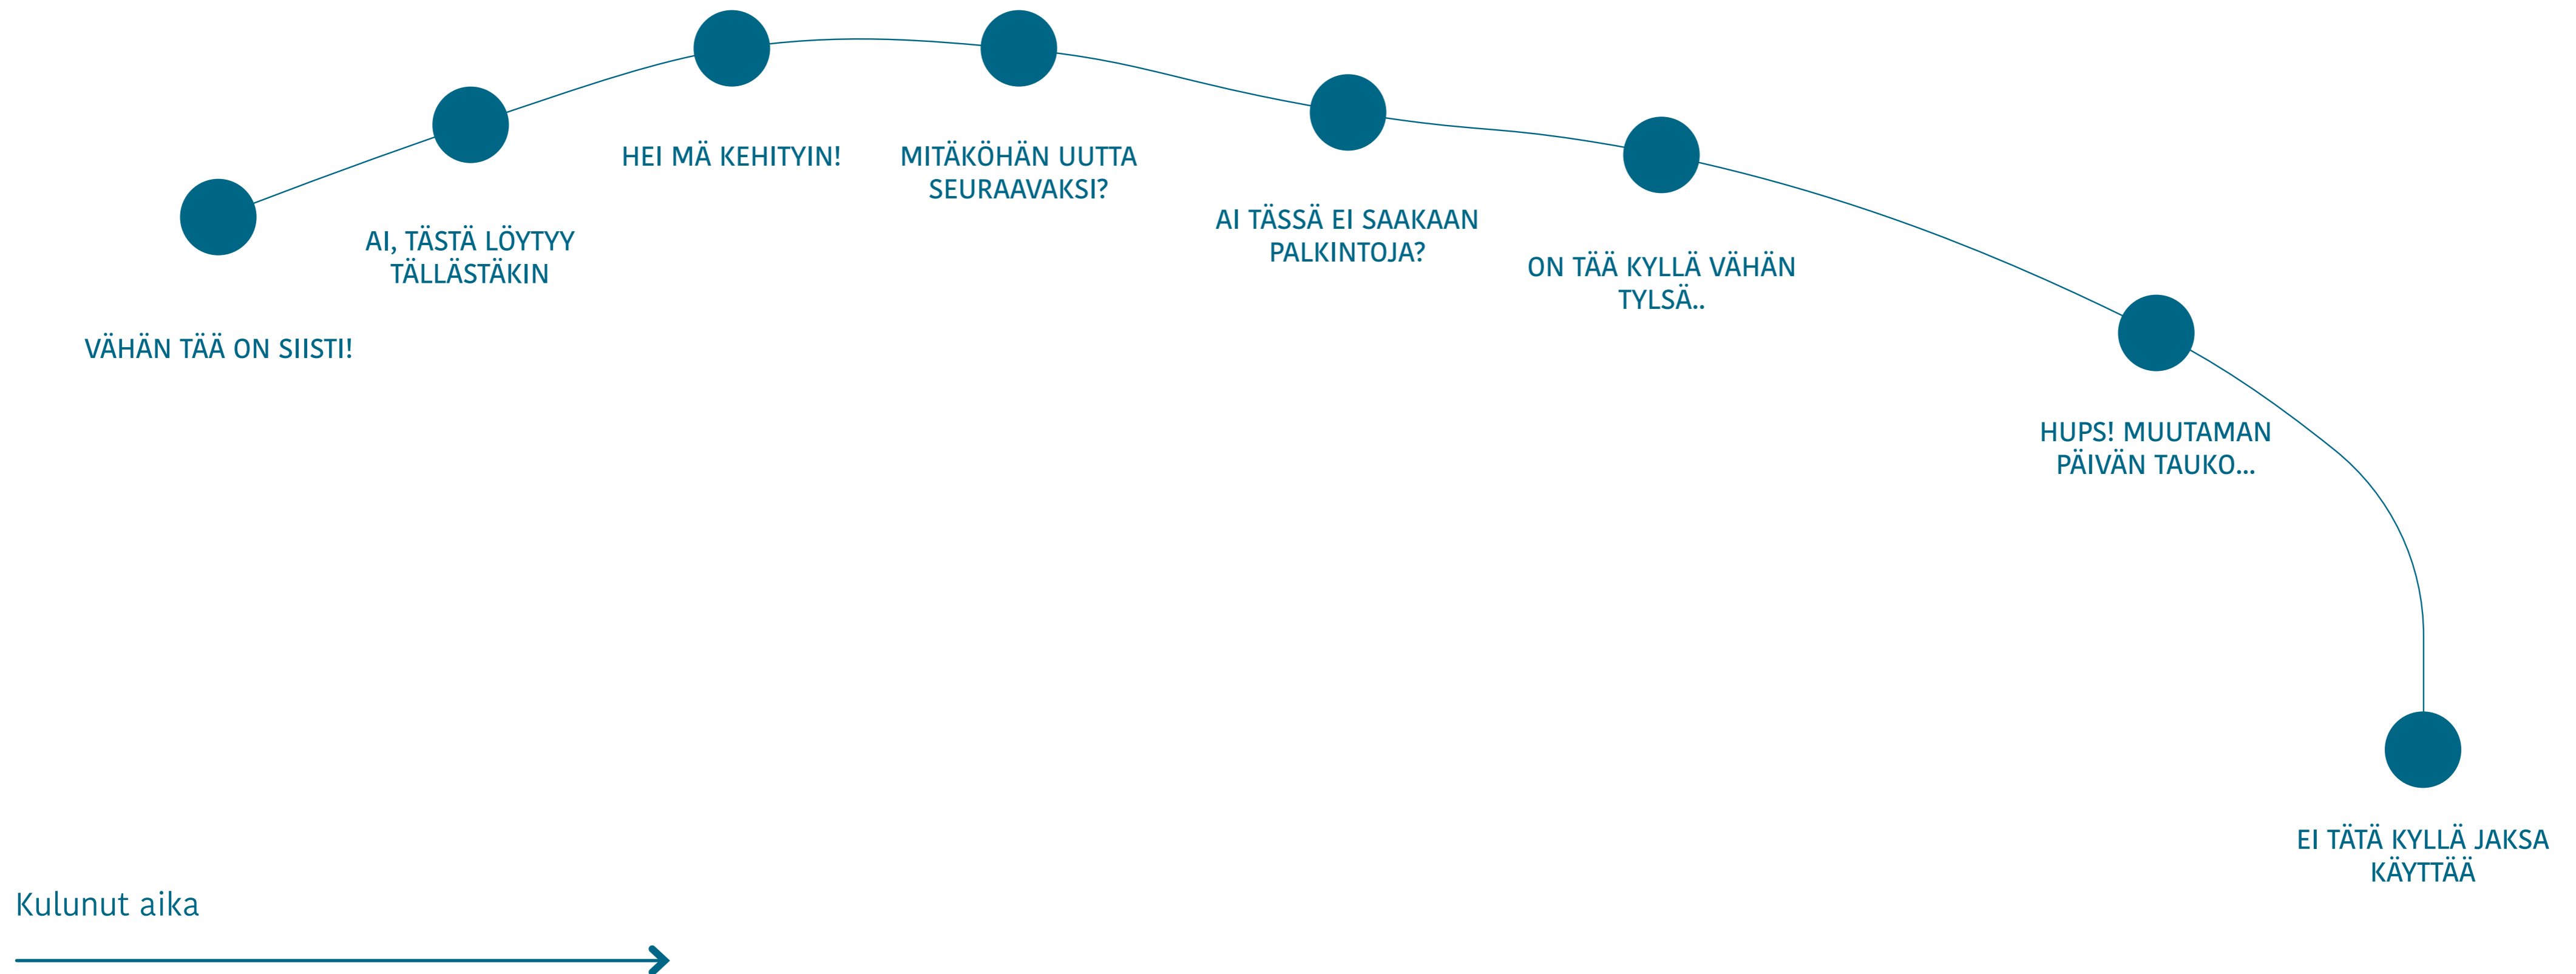 VÄHÄN TÄÄ ON SIISTI!
AI, TÄSTÄ LÖYTYY
TÄLLÄSTÄKIN
HEI MÄ KEHITYIN!
MITÄKÖHÄN UUTTA
SEURAAVAKSI?
AI TÄSSÄ EI SAAKAAN
PALKINTOJA?
ON TÄÄ KYLLÄ VÄHÄN
TYLSÄ..
HUPS! MUUTAMAN
PÄIVÄN TAUKO...
EI TÄTÄ KYLLÄ JAKSA
KÄYTTÄÄ
Kulunut aika